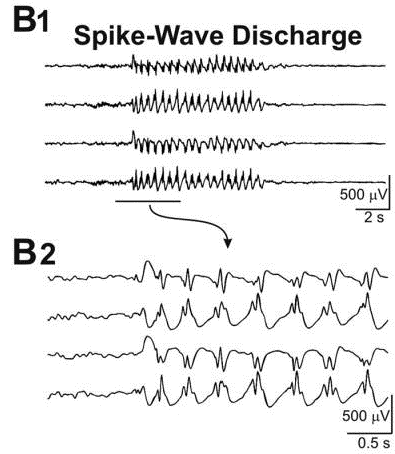 B1
Spike-Wave Discharge
500 μV
2 s
B2
500 μV
0.5 s